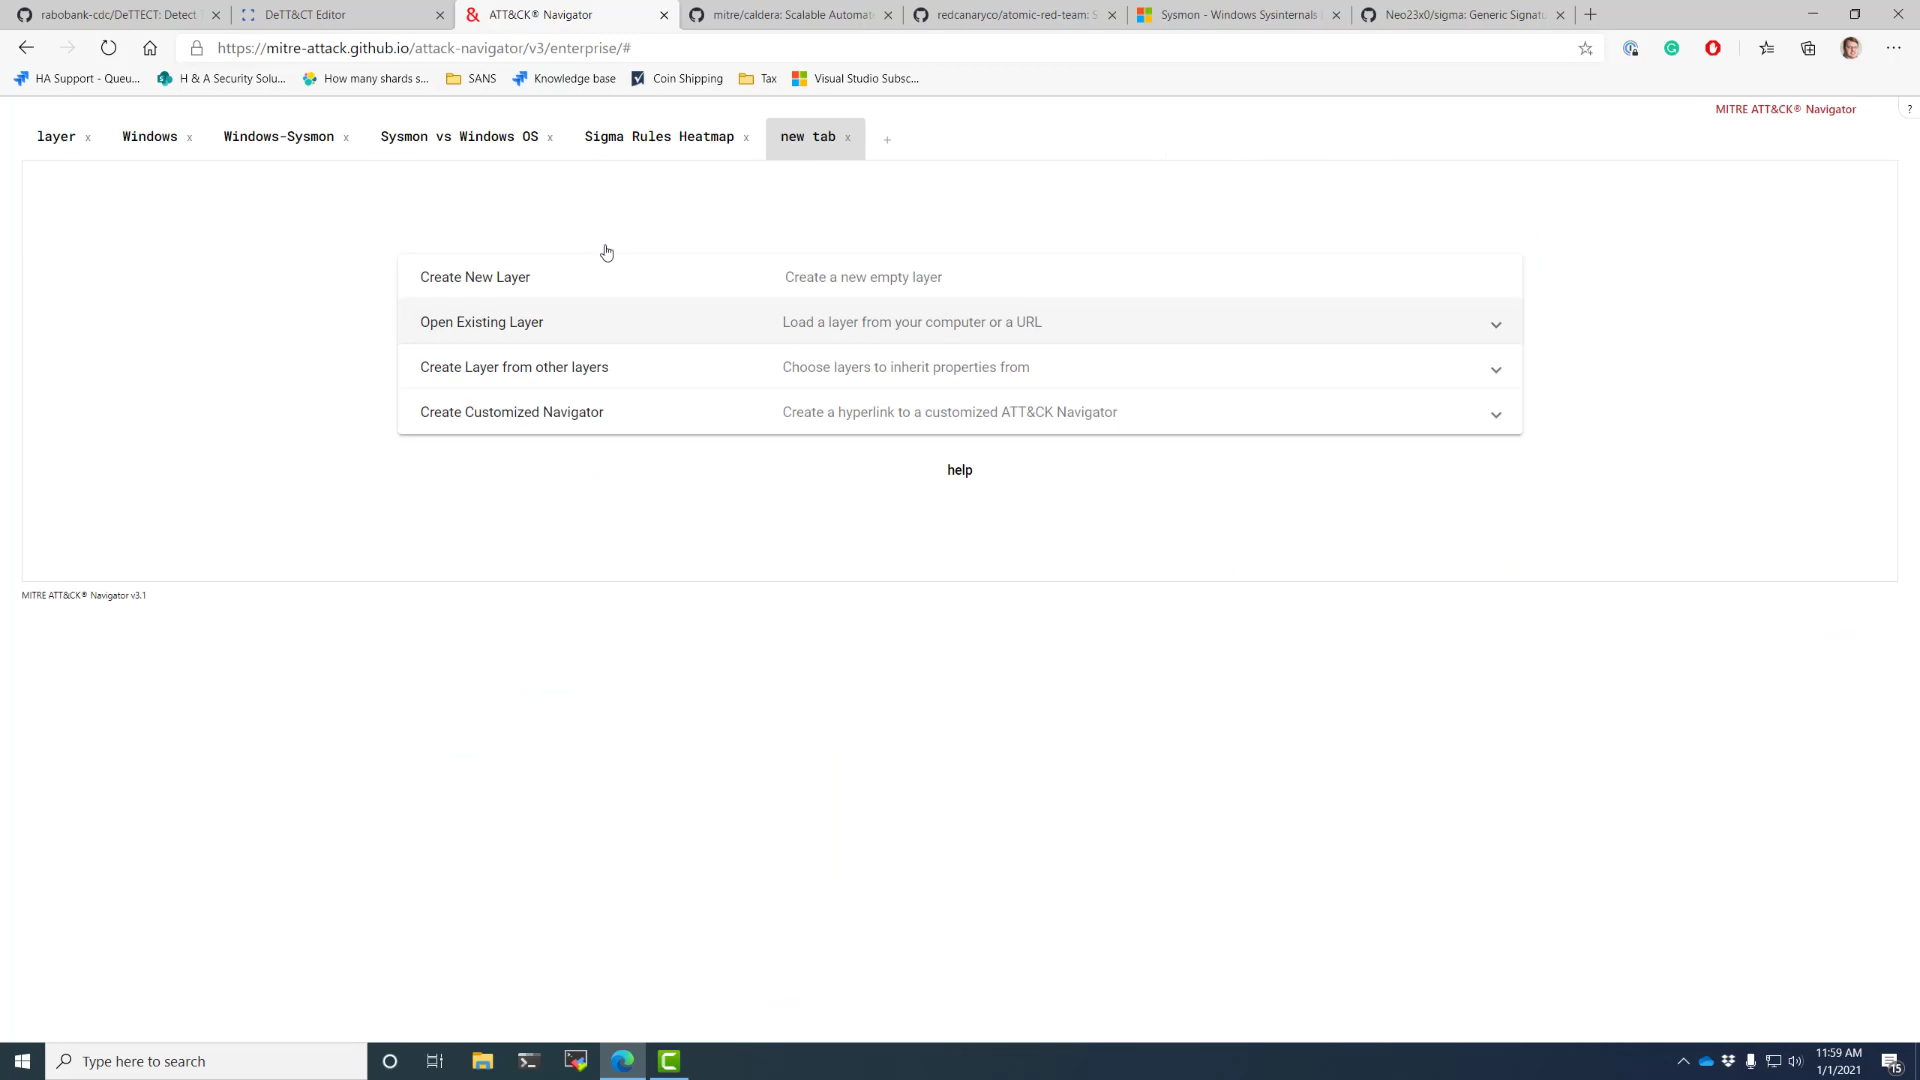 rabobank-cdc/DeTTECT: Detect T
DeTT&CT Editor
ATT&CK® Navigator
mitre/caldera: Scalable Automate
redcanaryco/atomic-red-team: S
Sysmon - Windows Sysinternals
Neo23x0/sigma: Generic Signatu
https://mitre-attack.github.io/attack-navigator/v3/enterprise/#
HA Support - Queu...
H & A Security Solu...
How many shards s...
SANS
Knowledge base
Coin Shipping
Tax
Visual Studio Subsc...
MITRE ATT&CK® Navigator
?
layer x
Windows x
Windows-Sysmon x
Sysmon vs Windows OS x
Sigma Rules Heatmap x
new tab x
+
Create New Layer
Create a new empty layer
Open Existing Layer
Load a layer from your computer or a URL
Create Layer from other layers
Choose layers to inherit properties from
Create Customized Navigator
Create a hyperlink to a customized ATT&CK Navigator
help
MITRE ATT&CK® Navigator v3.1
Type here to search
11:59 AM
1/1/2021
15